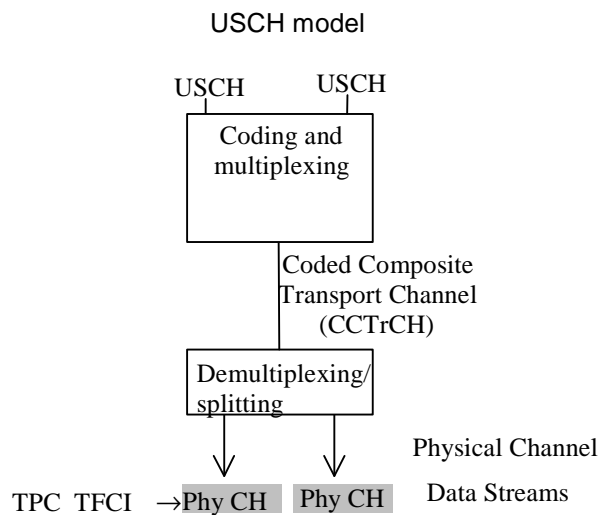 USCH model
USCH USCH
Coding and
multiplexing
Coded Composite
Transport Channel
(CCTrCH)
Demultiplexing/
splitting
Physical Channel
Data Streams
TPC TFCI →Phy CH Phy CH